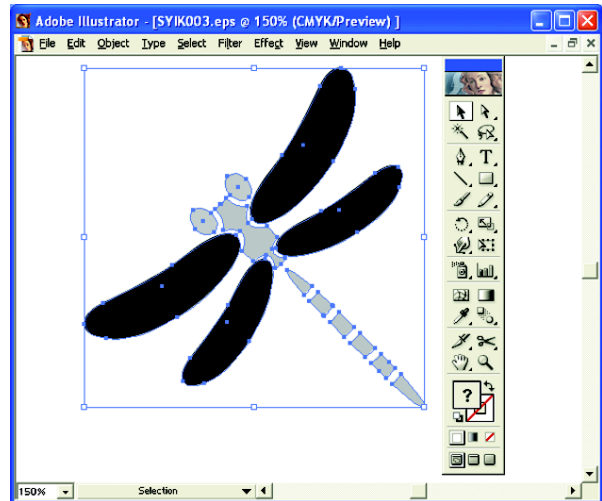 Adobe Illustrator - [SYIK003.eps @ 150% (CMYK/Preview) ]
File Edit Object Type Select Filter Effect View Window Help
T
?
150% Selection